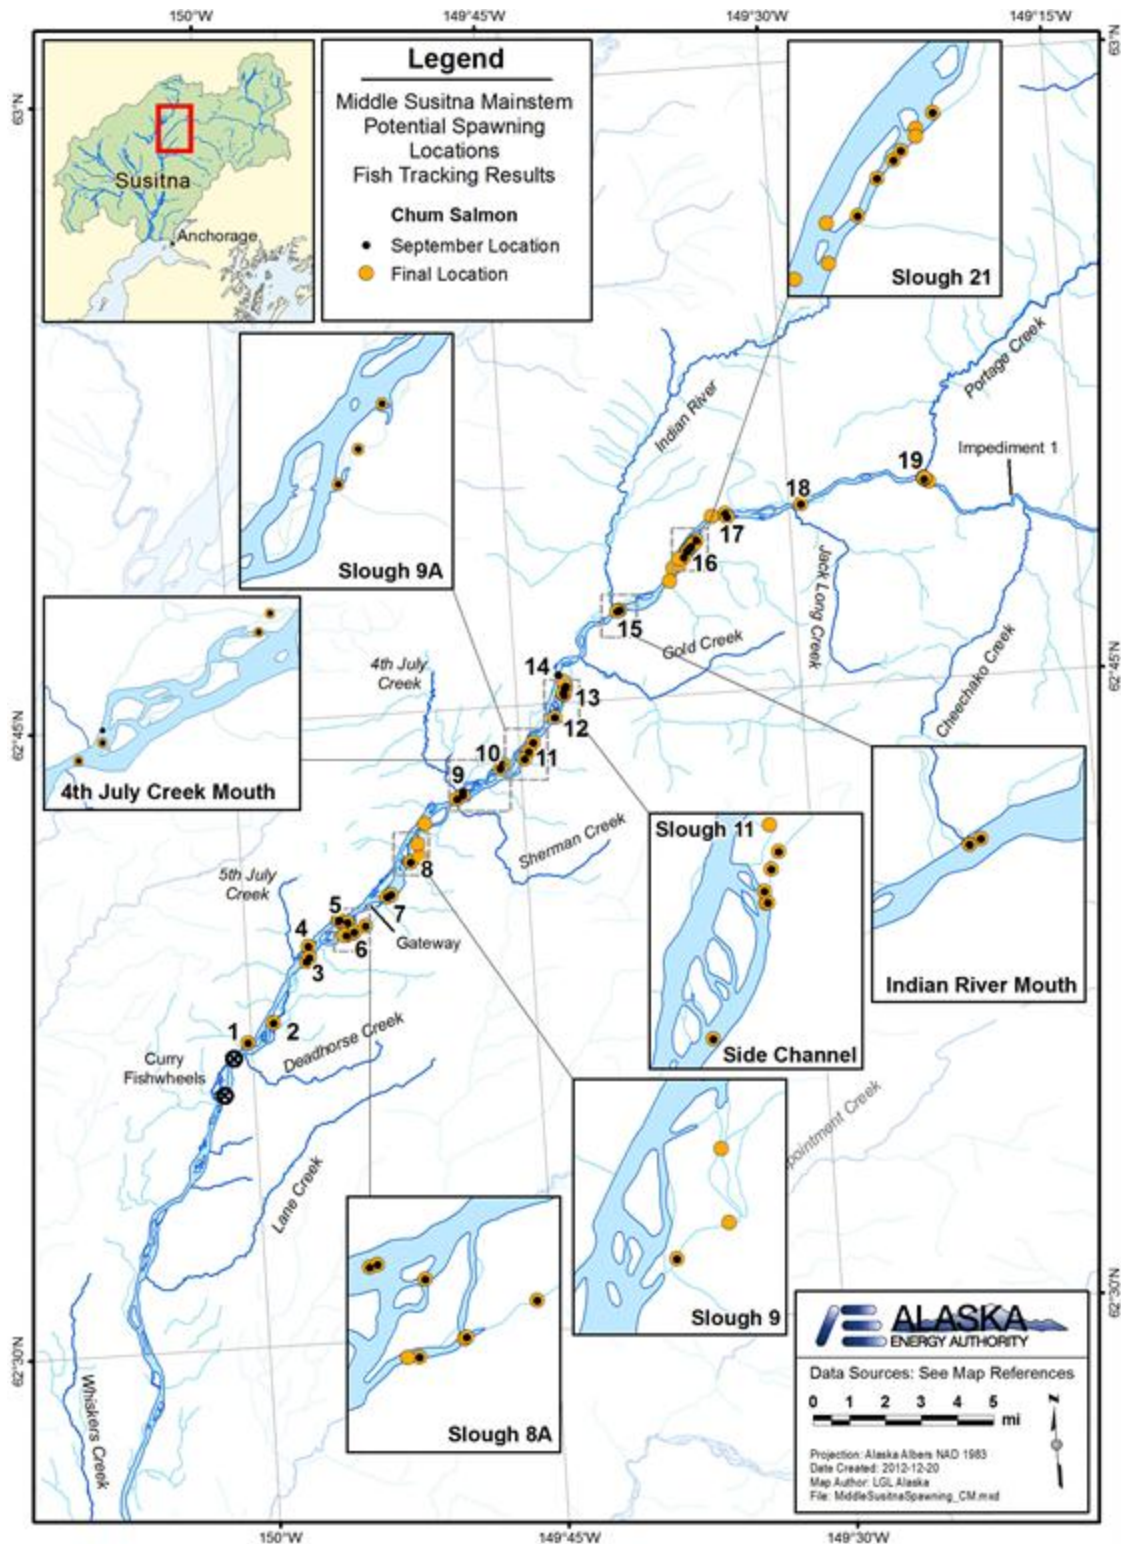 150°W
149°45'W
149°30'W
149°15'W
63°N
63°N
Susitna
Anchorage
Legend
Middle Susitna Mainstem
Potential Spawning
Locations
Fish Tracking Results
Chum Salmon
September Location
Final Location
Slough 21
Slough 9A
Indian River
Portage Creek
Impediment 1
19
18
17
16
15
Jack Long Creek
Gold Creek
Cheechako Creek
62°45'N
62°45'N
4th July Creek Mouth
4th July
Creek
14
13
12
11
10
9
Sherman Creek
8
5th July
Creek
7
Gateway
5
6
4
3
2
1
Slough 11
Side Channel
Indian River Mouth
Curry
Fishwheels
Deadhorse Creek
Lane Creek
pointment Creek
Slough 9
Slough 8A
Whiskers Creek
62°30'N
62°30'N
ALASKA
ENERGY AUTHORITY
Data Sources: See Map References
0 1 2 3 4 5 mi
N
Projection: Alaska Albers NAD 1983
Date Created: 2012-12-20
Map Author: LGL Alaska
File: MiddleSusitnaSpawning_CM.mxd
150°W
149°45'W
149°30'W